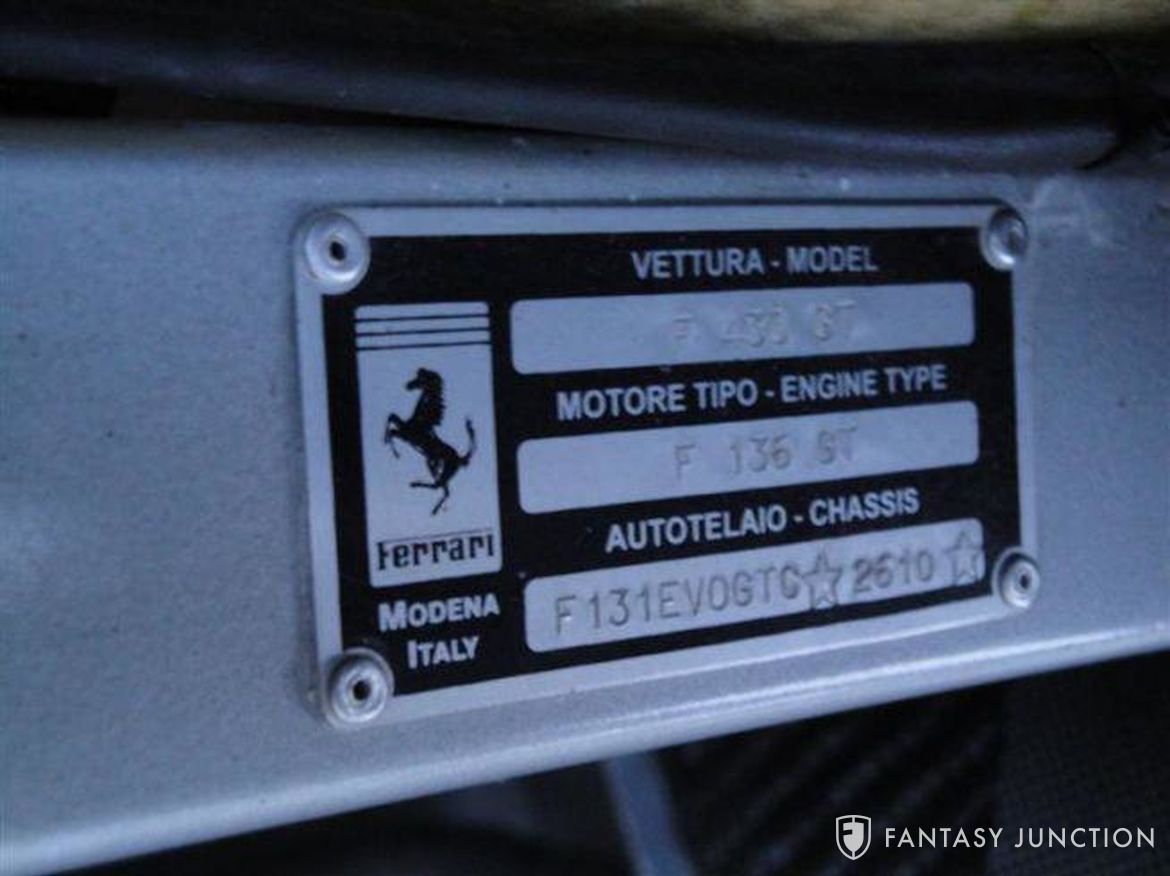 VETTURA - MODEL
F 430 GT
MOTORE TIPO - ENGINE TYPE
F 136 GT
AUTOTELAIO - CHASSIS
F131EVOGTC☆2610☆
Ferrari
MODENA
ITALY
FANTASY JUNCTION